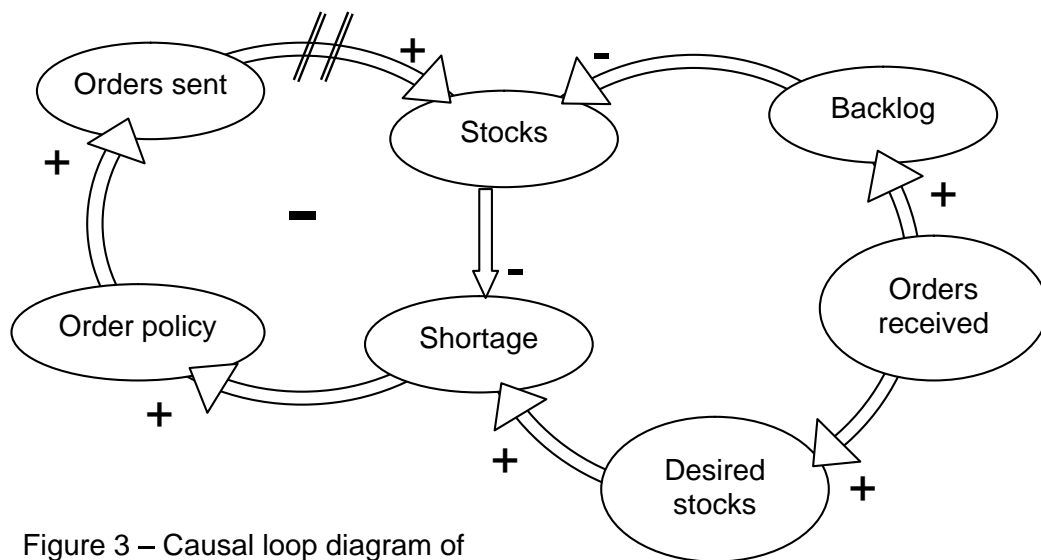 Orders sent
+
-
Stocks
Backlog
+
-
+
Order policy
-
Shortage
Orders
received
+
+
Desired
stocks
+
Figure 3 – Causal loop diagram of